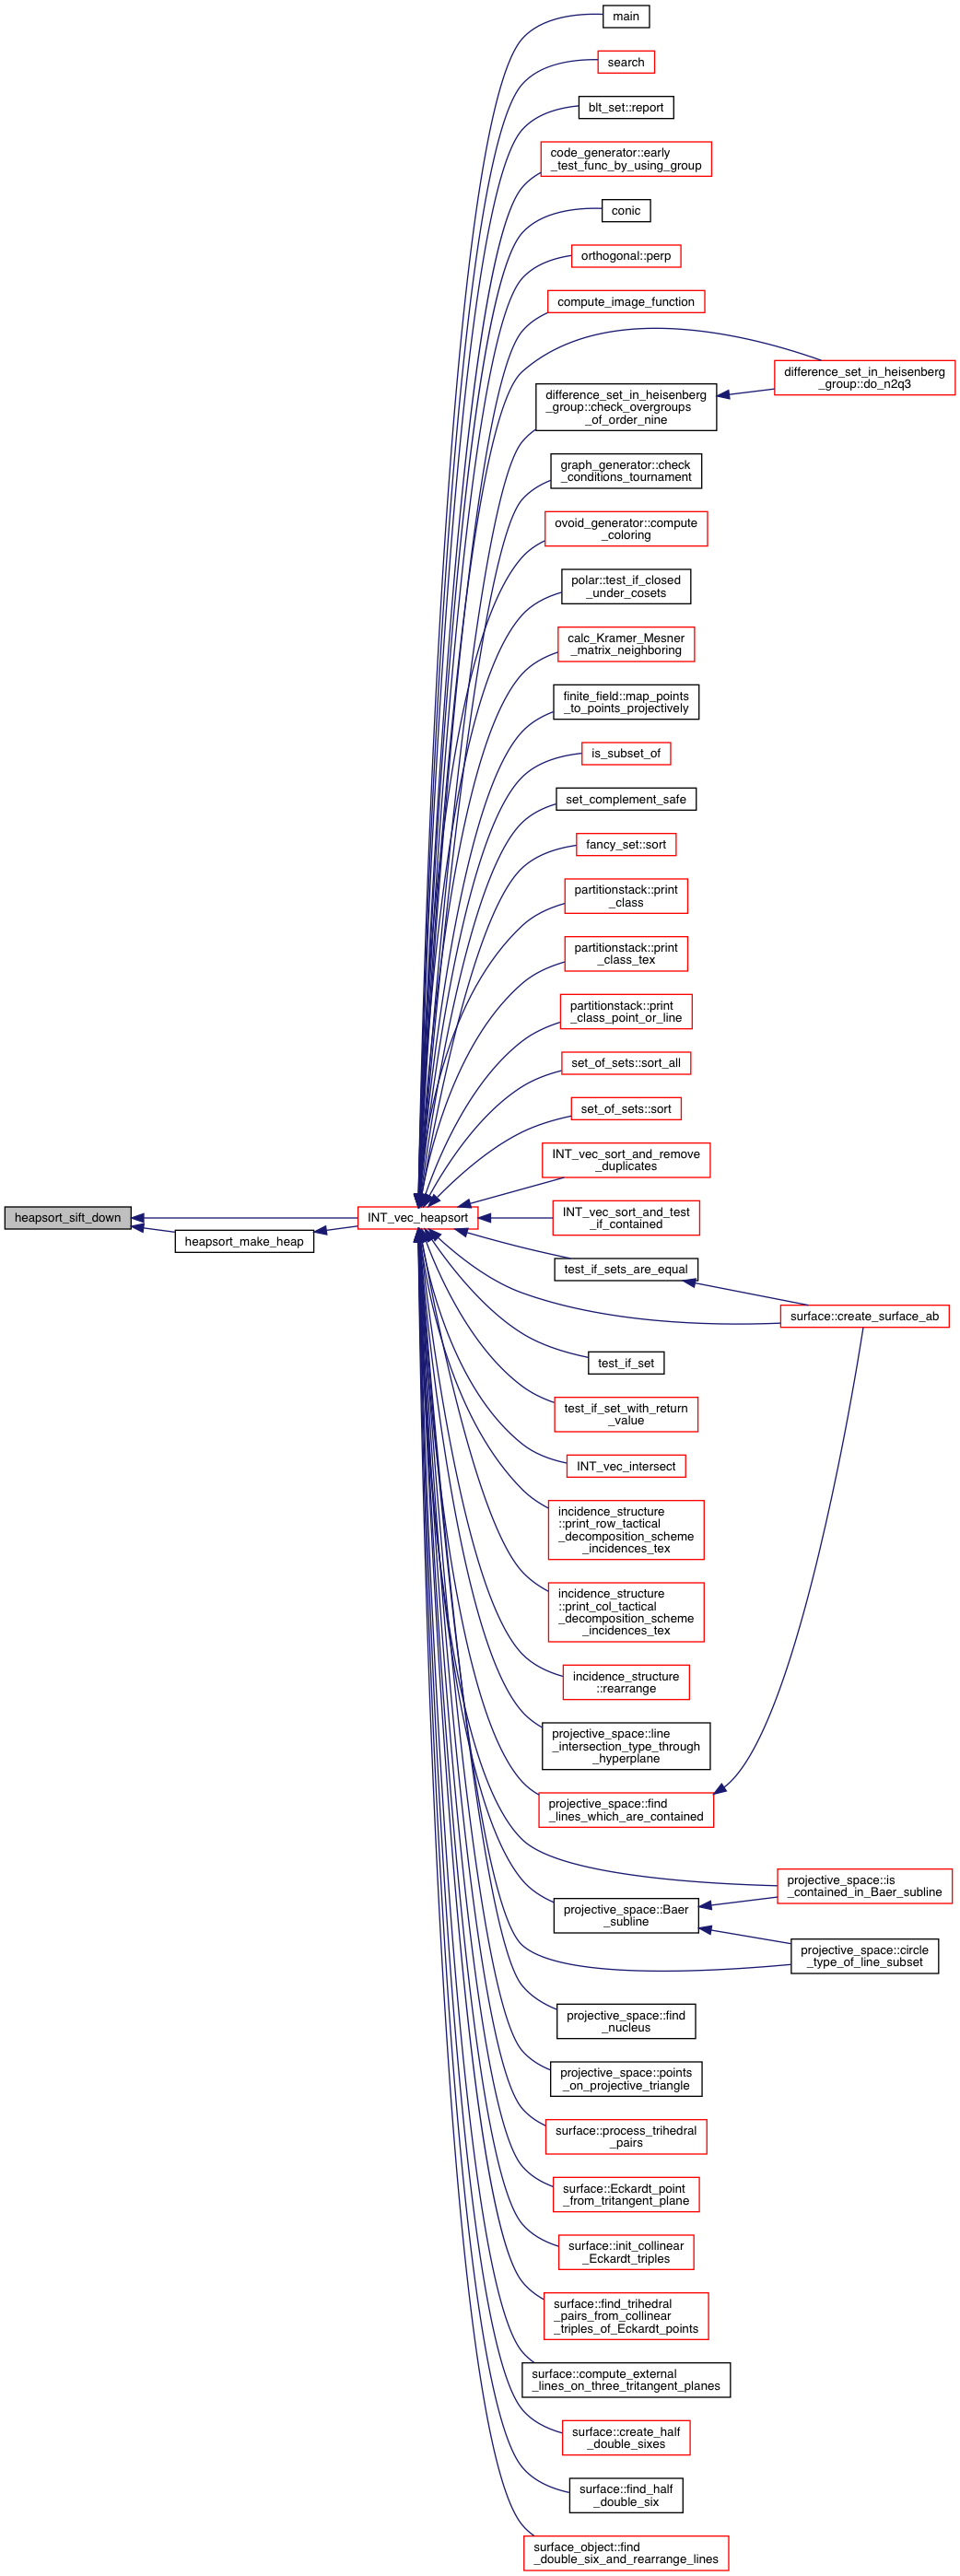 main
search
blt_set::report
code_generator::early
_test_func_by_using_group
conic
orthogonal::perp
compute_image_function
difference_set_in_heisenberg
_group::do_n2q3
difference_set_in_heisenberg
_group::check_overgroups
_of_order_nine
graph_generator::check
_conditions_tournament
ovoid_generator::compute
_coloring
polar::test_if_closed
_under_cosets
calc_Kramer_Mesner
_matrix_neighboring
finite_field::map_points
_to_points_projectively
is_subset_of
set_complement_safe
fancy_set::sort
partitionstack::print
_class
partitionstack::print
_class_tex
partitionstack::print
_class_point_or_line
set_of_sets::sort_all
set_of_sets::sort
INT_vec_sort_and_remove
_duplicates
heapsort_sift_down
INT_vec_heapsort
INT_vec_sort_and_test
_if_contained
heapsort_make_heap
test_if_sets_are_equal
surface::create_surface_ab
test_if_set
test_if_set_with_return
_value
INT_vec_intersect
incidence_structure
::print_row_tactical
_decomposition_scheme
_incidences_tex
incidence_structure
::print_col_tactical
_decomposition_scheme
_incidences_tex
incidence_structure
::rearrange
projective_space::line
_intersection_type_through
_hyperplane
projective_space::find
_lines_which_are_contained
projective_space::is
_contained_in_Baer_subline
projective_space::Baer
_subline
projective_space::circle
_type_of_line_subset
projective_space::find
_nucleus
projective_space::points
_on_projective_triangle
surface::process_trihedral
_pairs
surface::Eckardt_point
_from_tritangent_plane
surface::init_collinear
_Eckardt_triples
surface::find_trihedral
_pairs_from_collinear
_triples_of_Eckardt_points
surface::compute_external
_lines_on_three_tritangent_planes
surface::create_half
_double_sixes
surface::find_half
_double_six
surface_object::find
_double_six_and_rearrange_lines